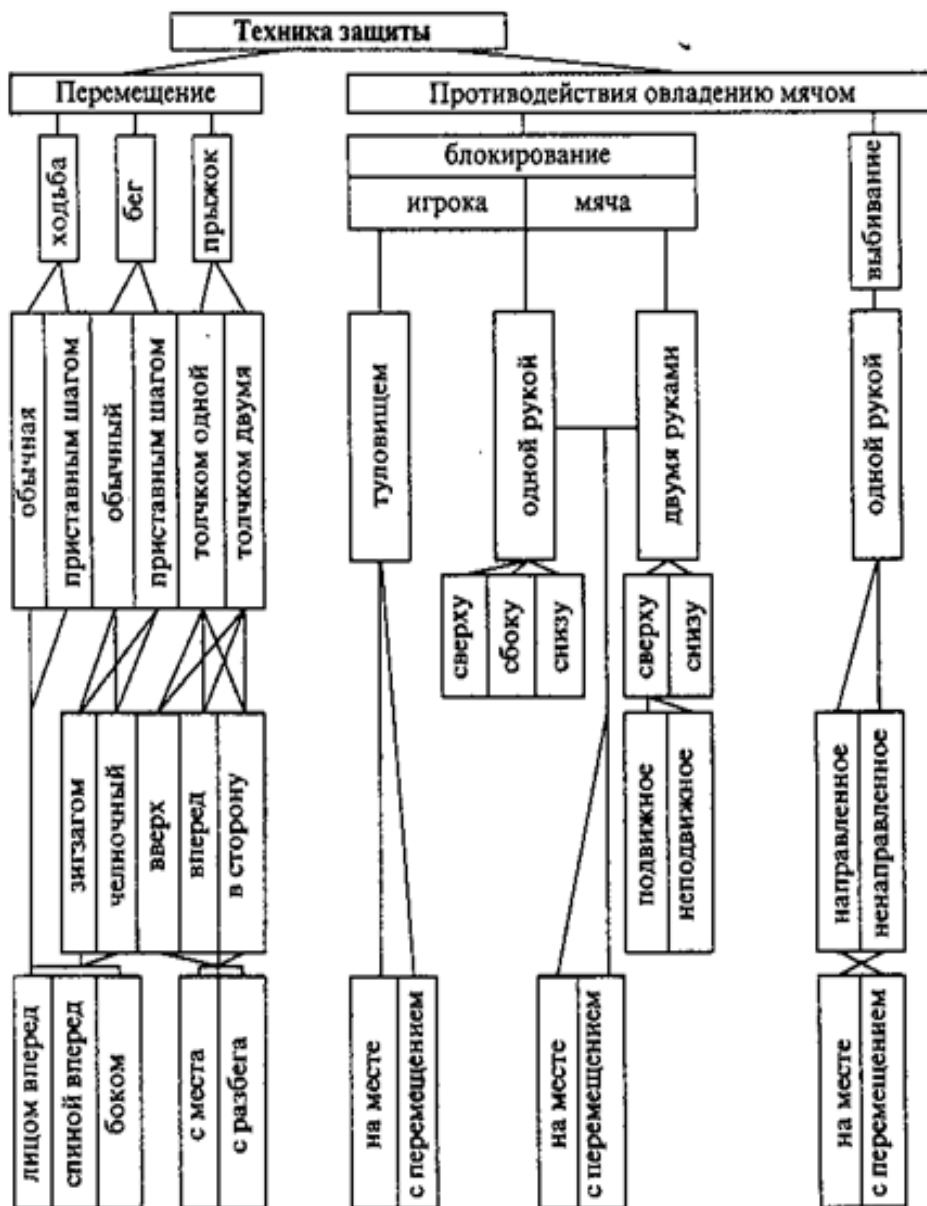 Техника защиты
Перемещение
Противодействия овладению мячом
ходьба
бег
прыжок
блокирование
игрока
мяча
выбивание
обычная
приставным шагом
обычный
приставным шагом
толчком одной
толчком двумя
туловищем
одной рукой
двумя руками
одной рукой
сверху
сбоку
снизу
сверху
снизу
зигзагом
челночный
вверх
вперед
в сторону
подвижное
неподвижное
направленное
ненаправленное
лицом вперед
спиной вперед
боком
с места
с разбега
на месте
с перемещением
на месте
с перемещением
на месте
с перемещением